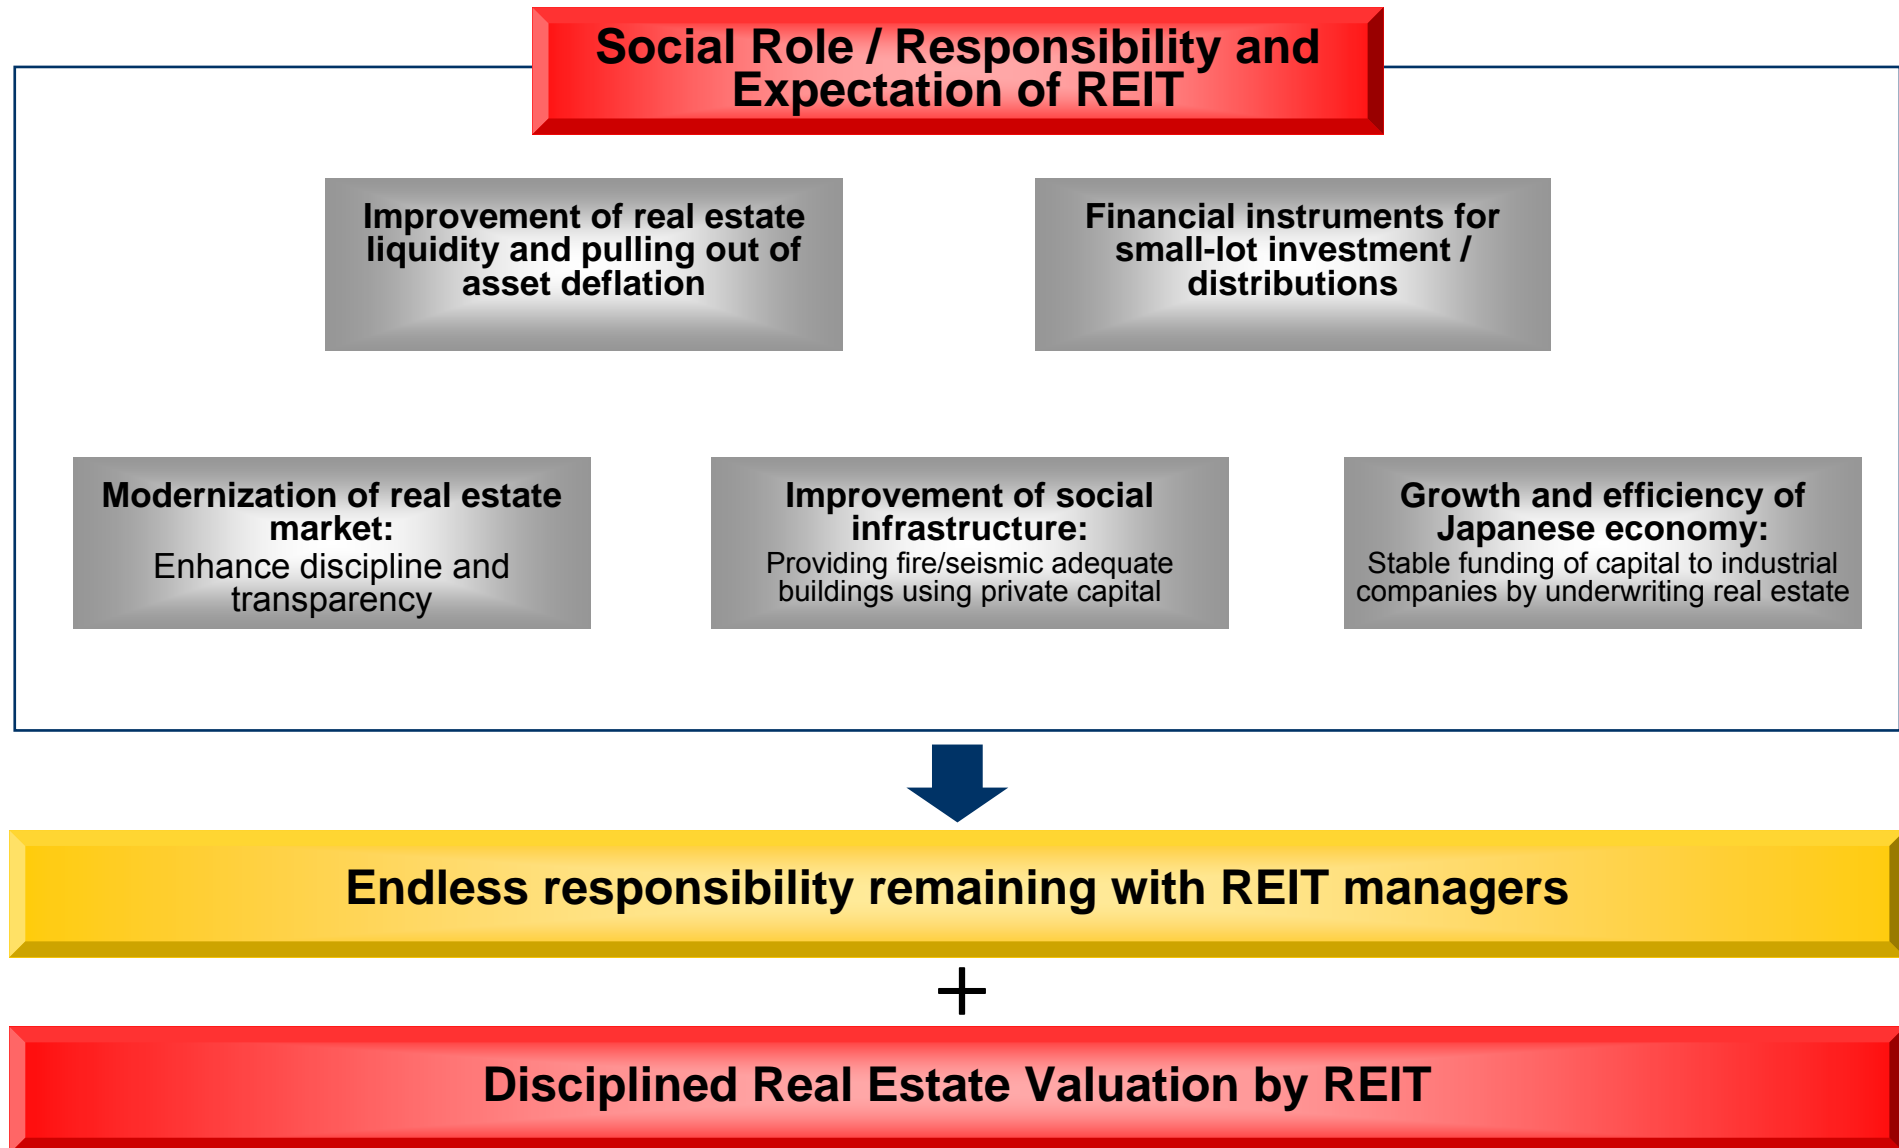 Social Role / Responsibility and
Expectation of REIT
Improvement of real estate
liquidity and pulling out of
asset deflation
Financial instruments for
small-lot investment /
distributions
Modernization of real estate
market:
Enhance discipline and
transparency
Improvement of social
infrastructure:
Providing fire/seismic adequate
buildings using private capital
Growth and efficiency of
Japanese economy:
Stable funding of capital to industrial
companies by underwriting real estate
Endless responsibility remaining with REIT managers
+
Disciplined Real Estate Valuation by REIT